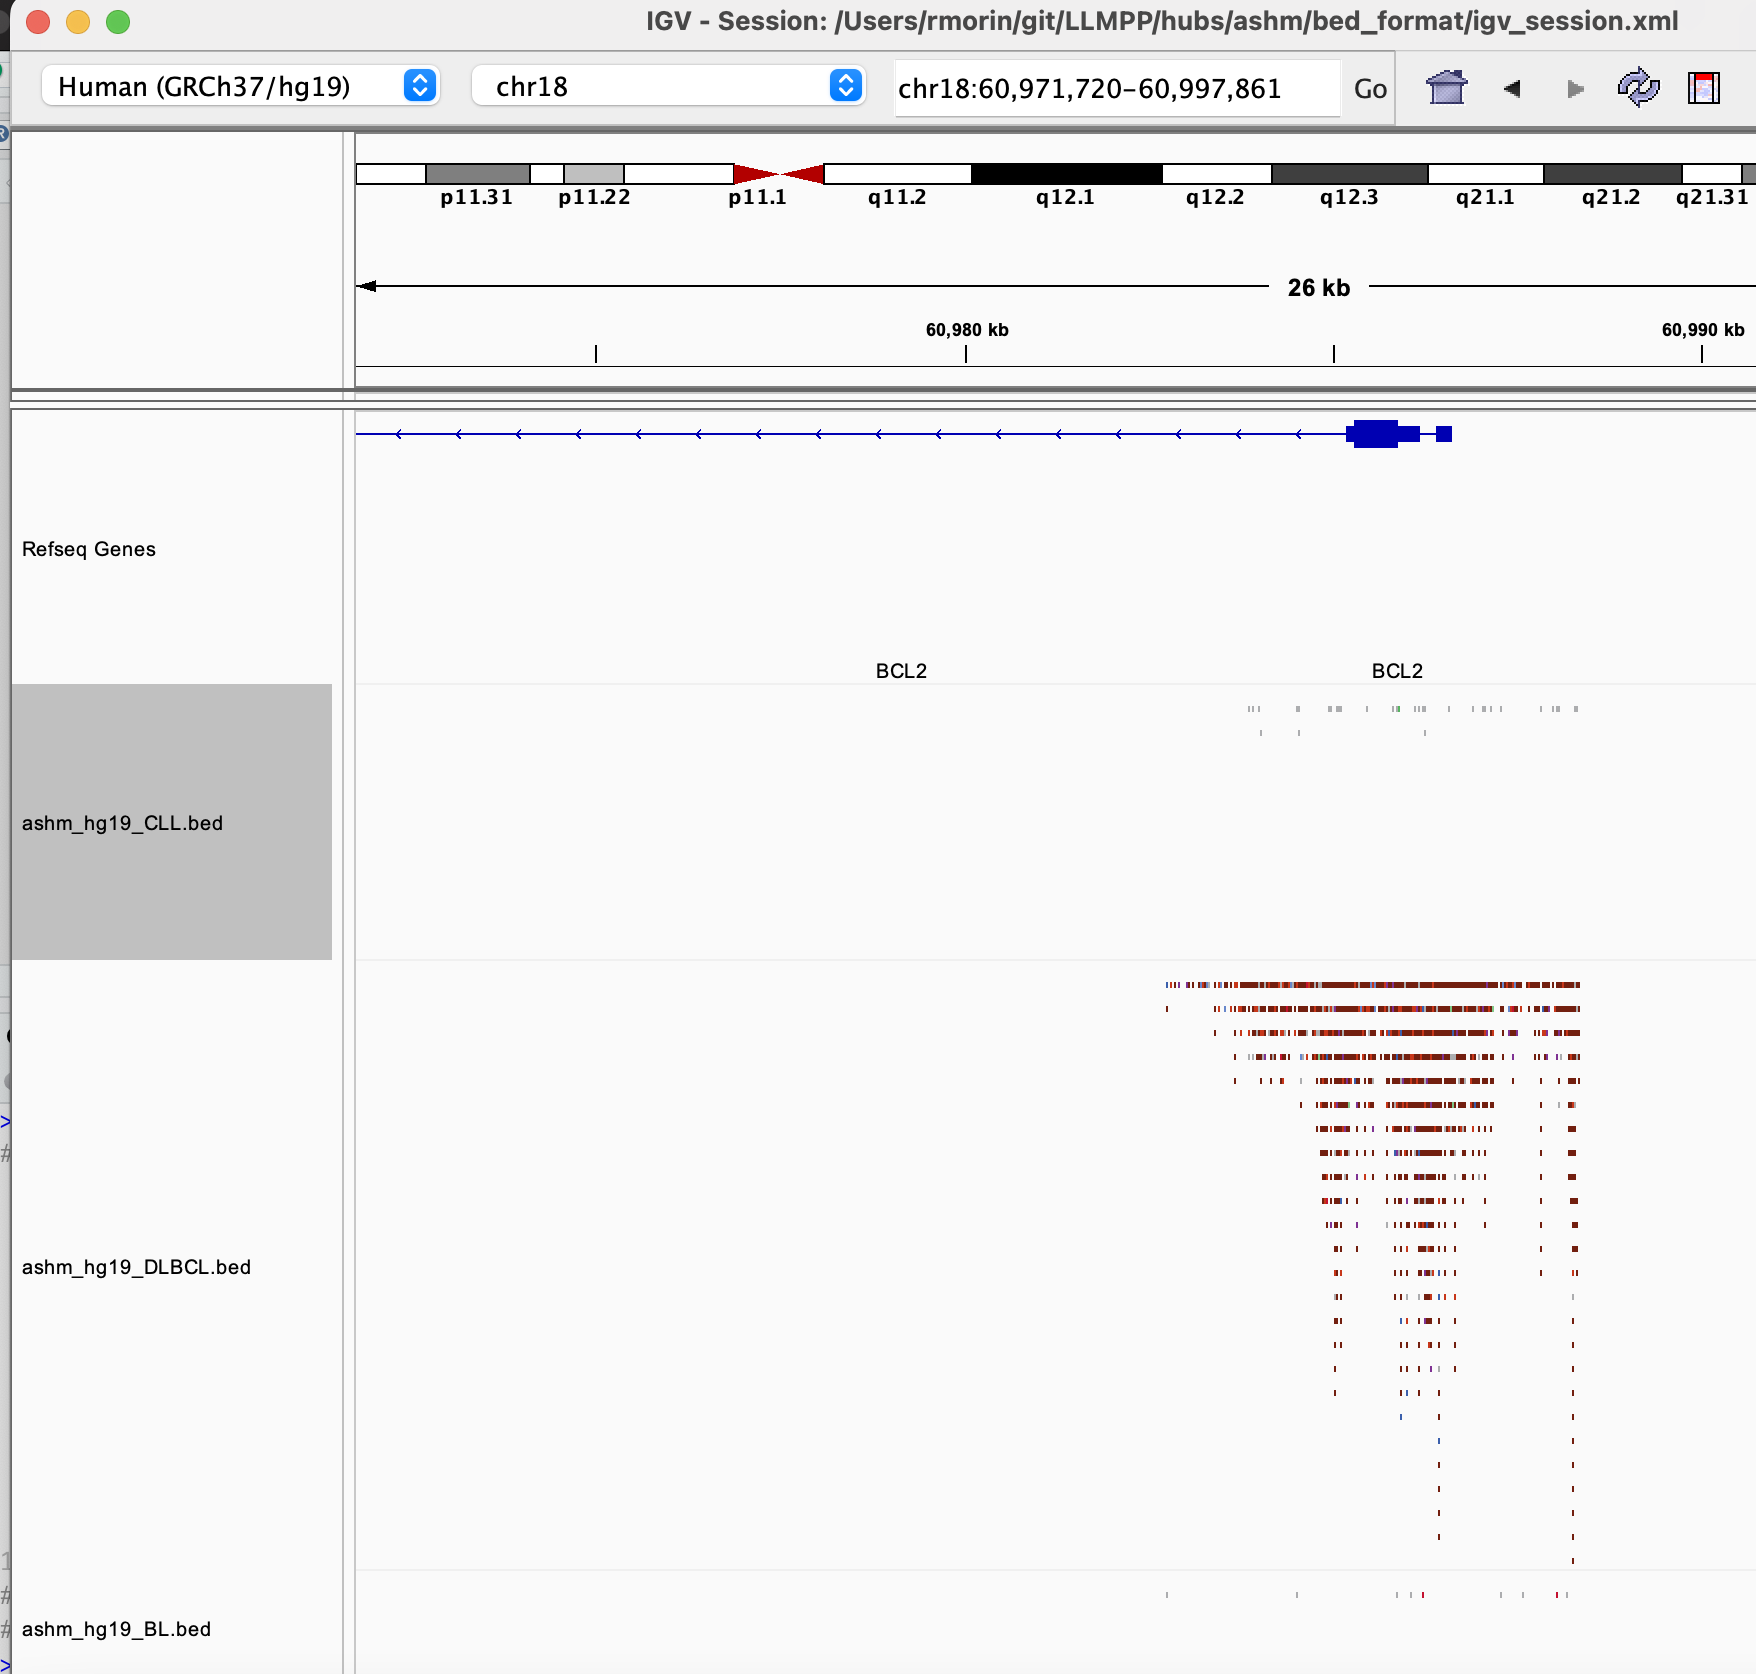 IGV - Session: /Users/rmorin/git/LLMPP/hubs/ashm/bed_format/igv_session.xml
Human (GRCh37/hg19) chr18 chr18:60,971,720-60,997,861 Go
p11.31 p11.22 p11.1 q11.2 q12.1 q12.2 q12.3 q21.1 q21.2 q21.31
26 kb
60,980 kb 60,990 kb
Refseq Genes
BCL2 BCL2
ashm_hg19_CLL.bed
>
#
ashm_hg19_DLBCL.bed
1
#
#
ashm_hg19_BL.bed
>